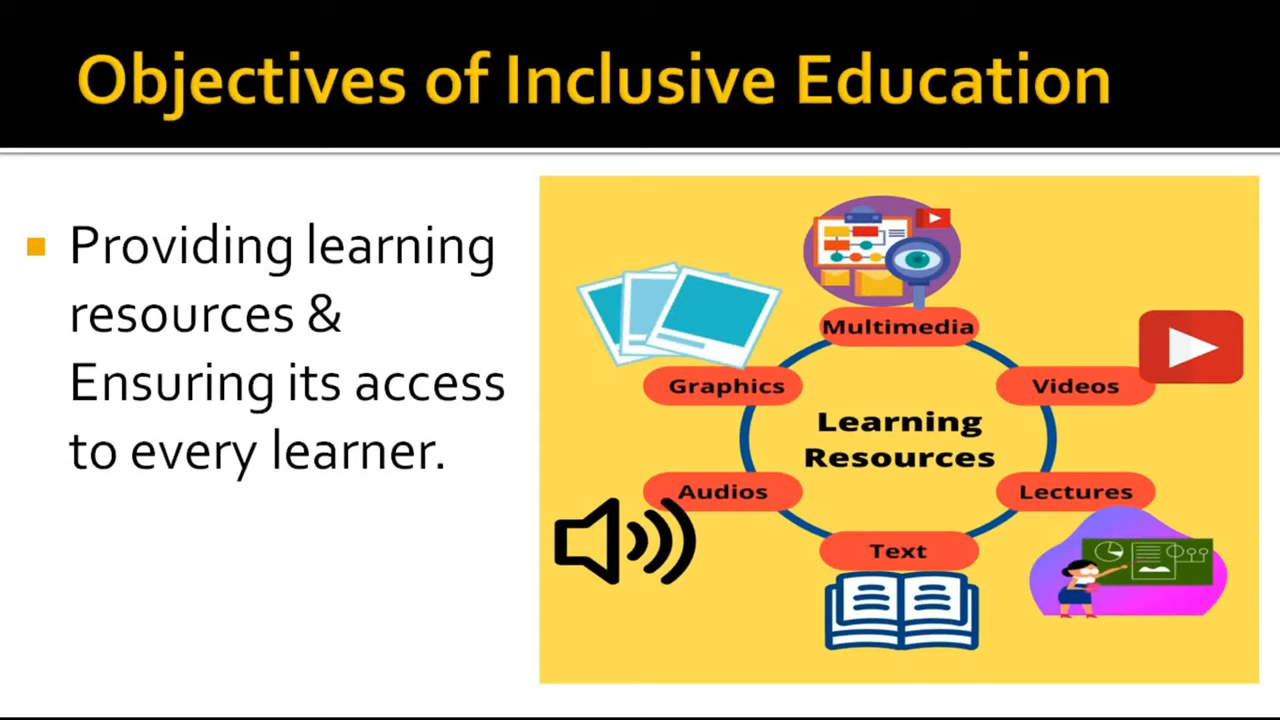 Objectives of Inclusive Education
Providing learning
resources &
Ensuring its access
to every learner.
Multimedia
Graphics
Videos
Learning
Resources
Audios
Lectures
Text